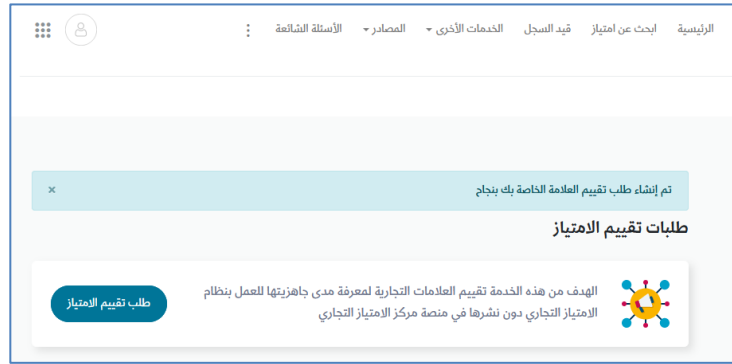 الرئيسية ابحث عن امتياز قيد السجل الخدمات الأخرى المصادر الأسئلة الشائعة
تم إنشاء طلب تقييم العلامة الخاصة بك بنجاح ×
طلبات تقييم الامتياز
الهدف من هذه الخدمة تقييم العلامات التجارية لمعرفة مدى جاهزيتها للعمل بنظام
الامتياز التجاري دون نشرها في منصة مركز الامتياز التجاري
طلب تقييم الامتياز